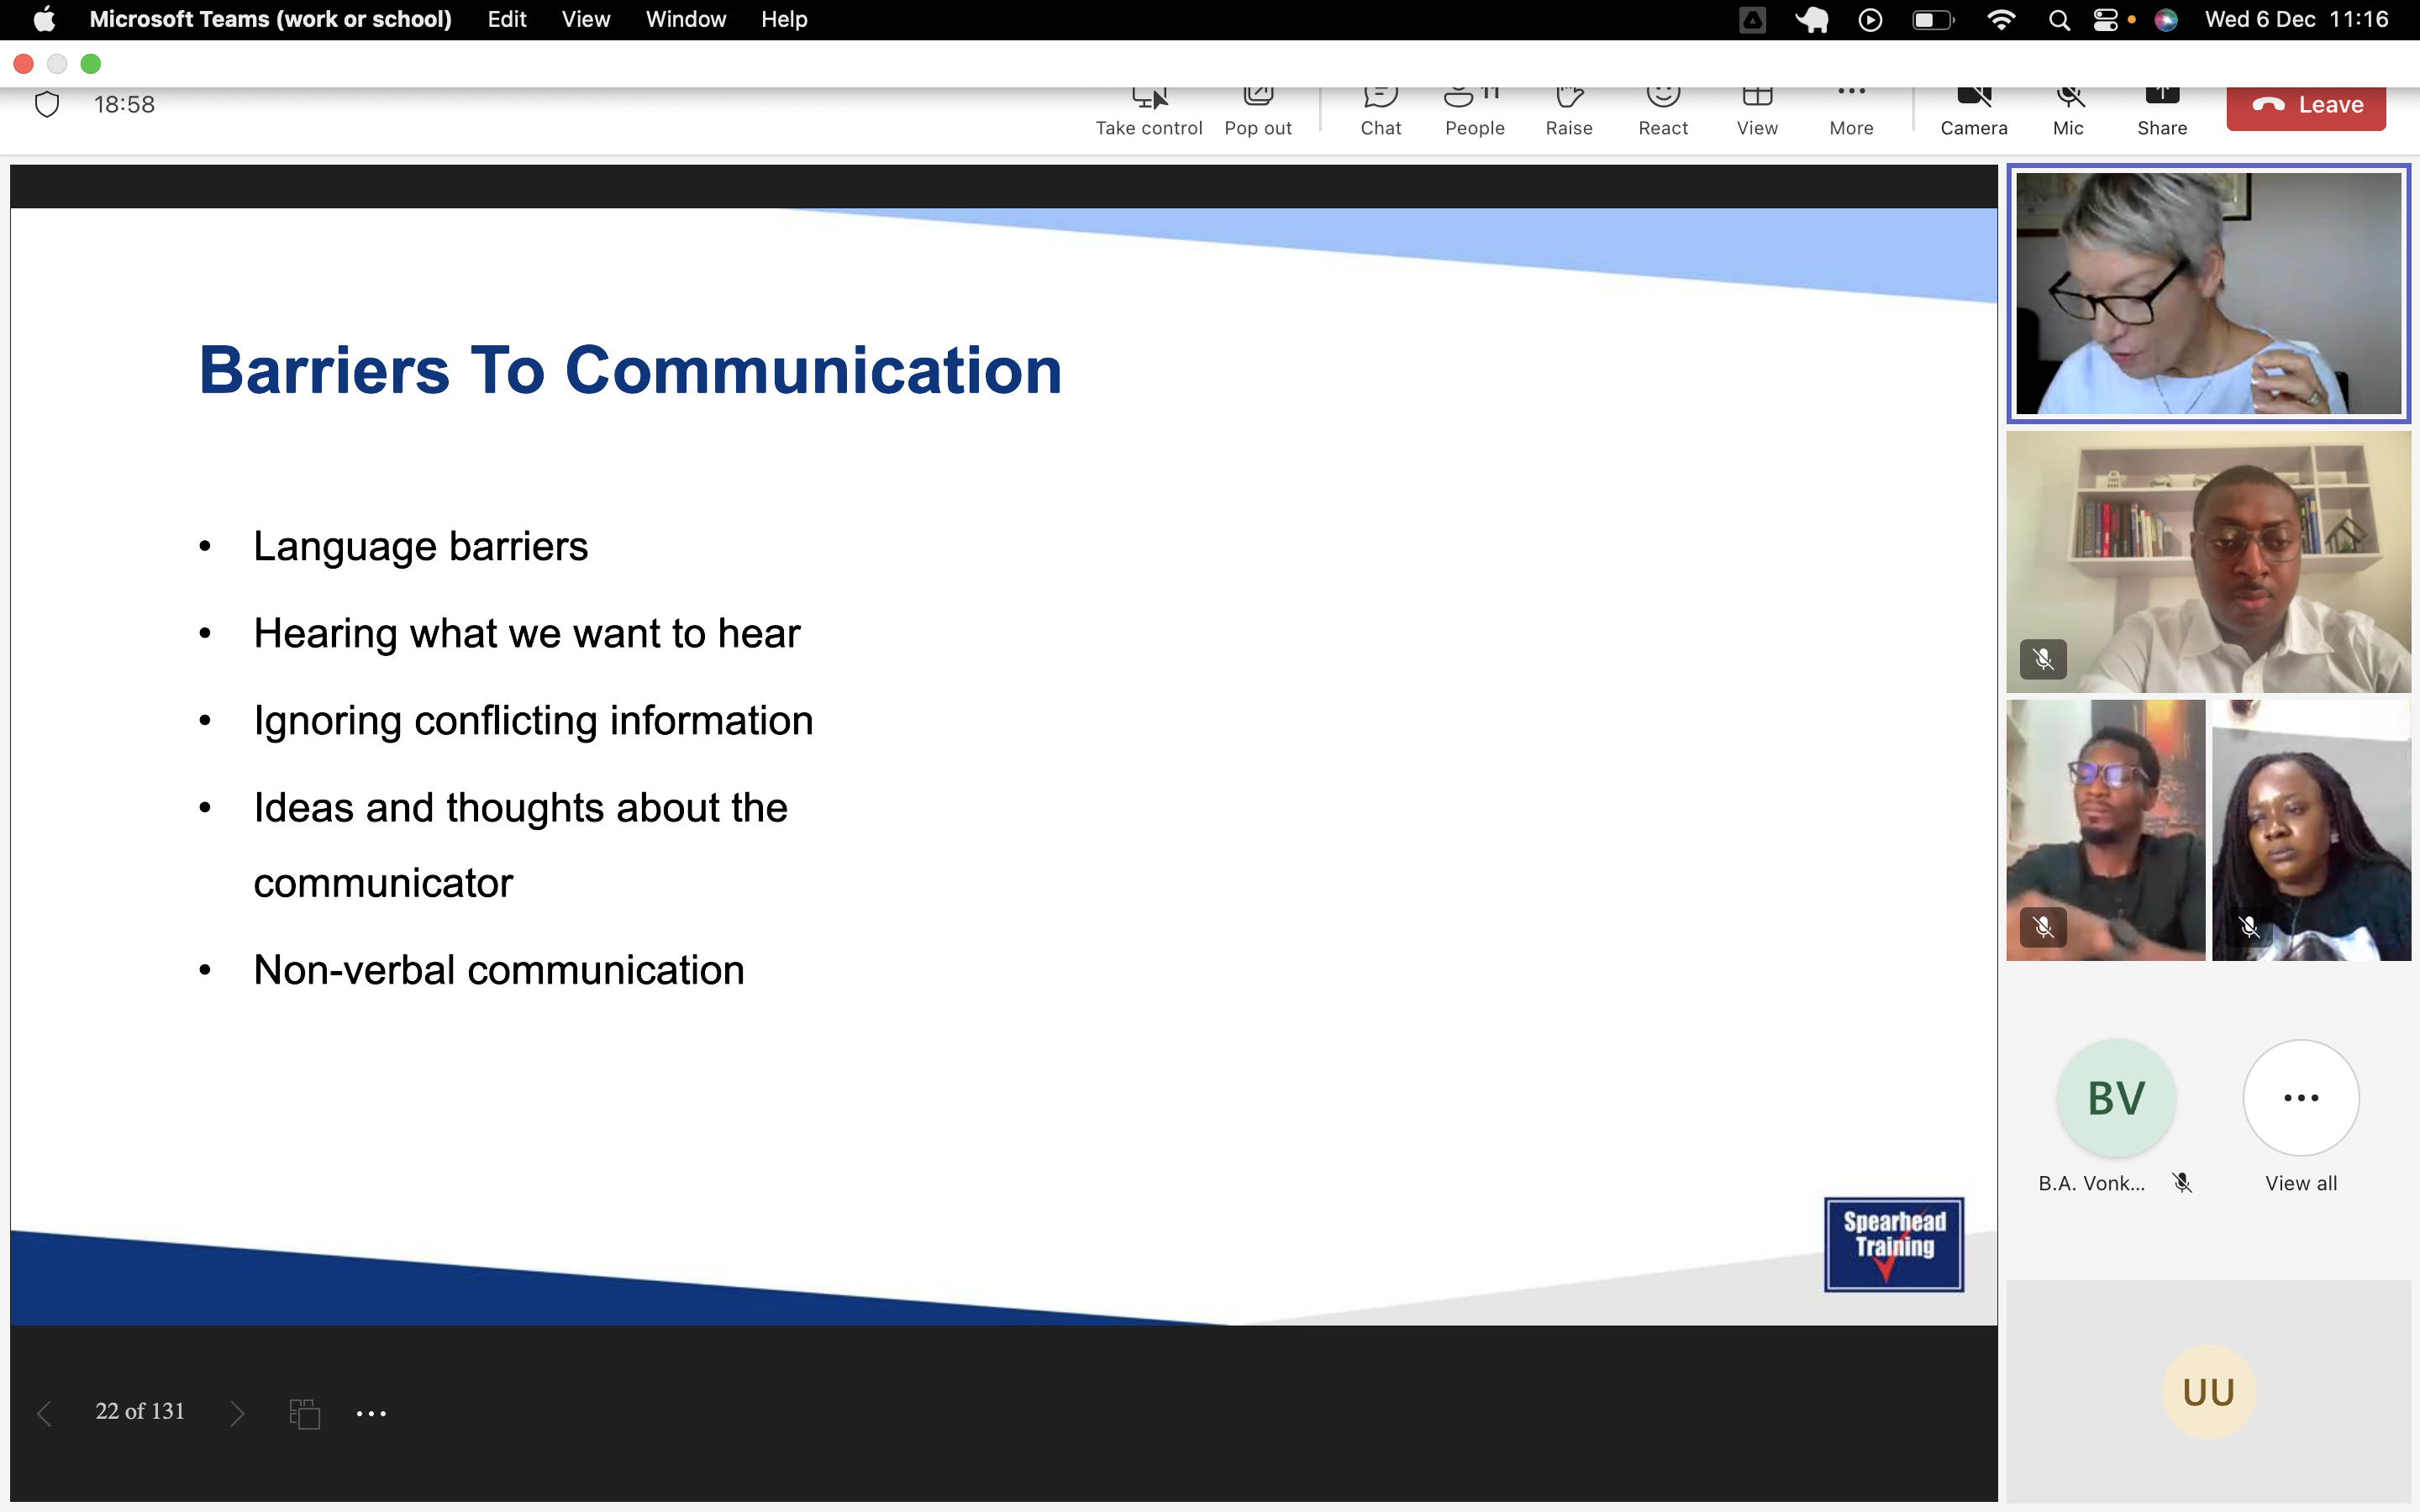 Microsoft Teams (work or school) Edit View Window Help Wed 6 Dec 11:16
18:58
11
Take control Pop out Chat People Raise React View More Camera Mic Share Leave
Barriers To Communication
• Language barriers
• Hearing what we want to hear
• Ignoring conflicting information
• Ideas and thoughts about the
communicator
• Non-verbal communication
Spearhead
Training
BV
B.A. Vonk...
View all
UU
22 of 131